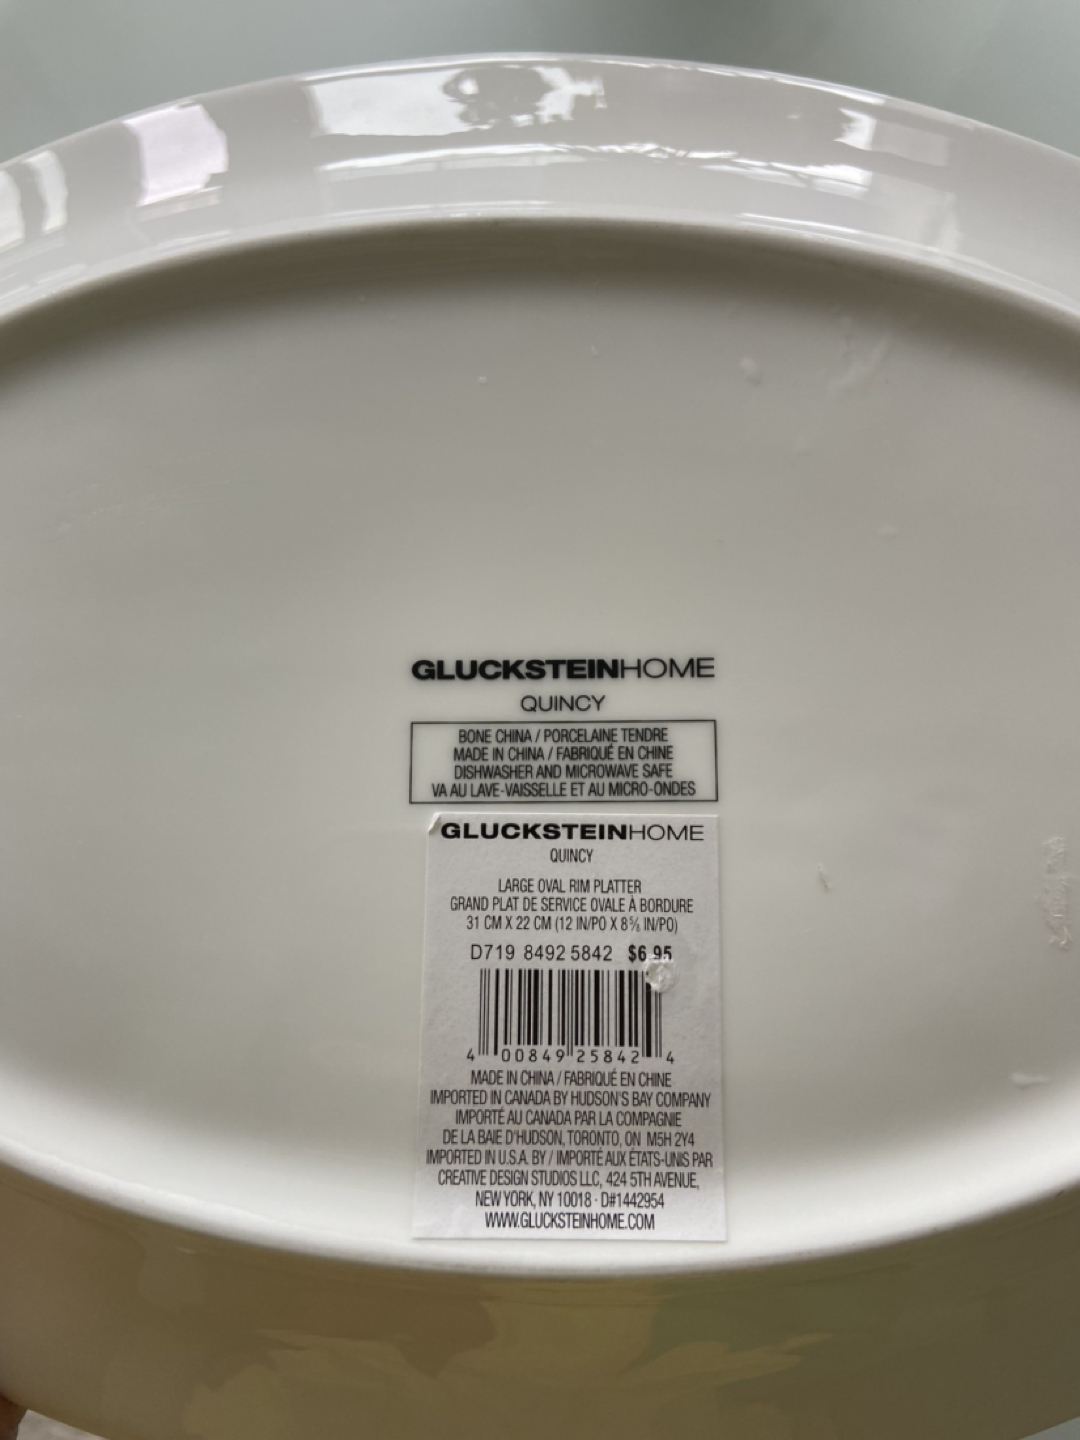 GLUCKSTEINHOME
QUINCY
BONE CHINA / PORCELAINE TENDRE
MADE IN CHINA / FABRIQUÉ EN CHINE
DISHWASHER AND MICROWAVE SAFE
VA AU LAVE-VAISSELLE ET AU MICRO-ONDES
GLUCKSTEINHOME
QUINCY
LARGE OVAL RIM PLATTER
GRAND PLAT DE SERVICE OVALE À BORDURE
31 CM X 22 CM (12 IN/PO X 8⅝ IN/PO)
D719 8492 5842 $6.95
4 00849 25842 4
MADE IN CHINA / FABRIQUÉ EN CHINE
IMPORTED IN CANADA BY HUDSON'S BAY COMPANY
IMPORTÉ AU CANADA PAR LA COMPAGNIE
DE LA BAIE D'HUDSON, TORONTO, ON M5H 2Y4
IMPORTED IN U.S.A. BY / IMPORTÉ AUX ÉTATS-UNIS PAR
CREATIVE DESIGN STUDIOS LLC, 424 5TH AVENUE,
NEW YORK, NY 10018 · D#1442954
WWW.GLUCKSTEINHOME.COM